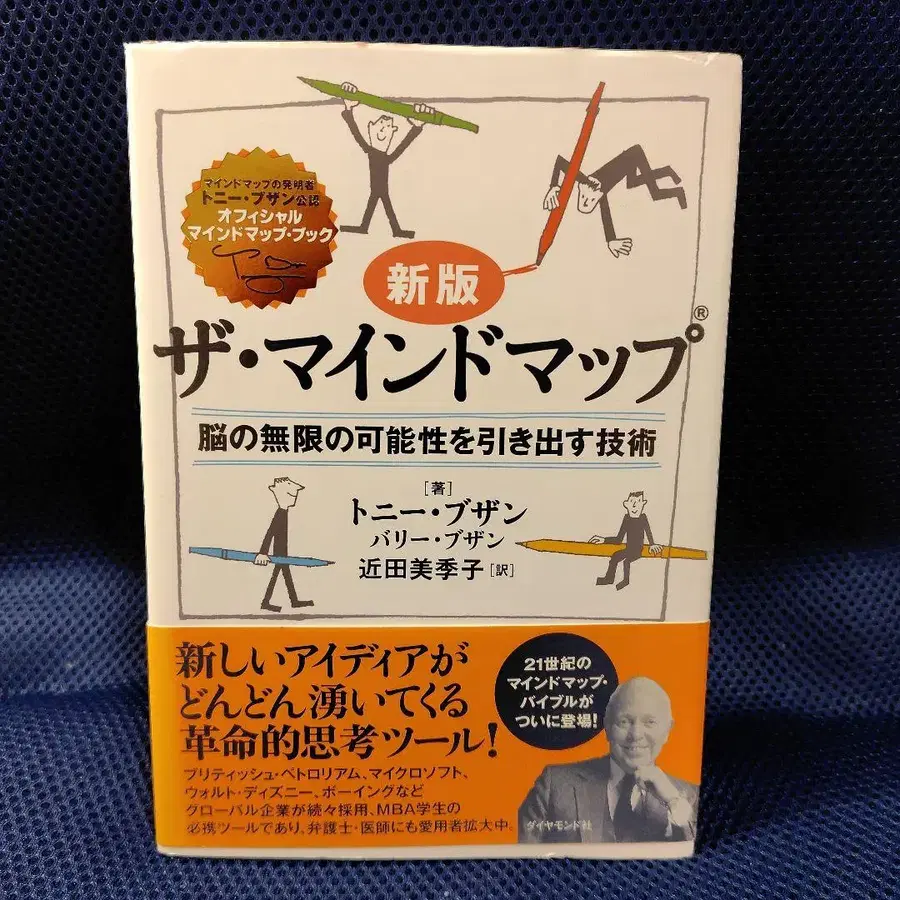 マインドマップの発明者
トニー・ブザン公認
オフィシャル
マインドマップ・ブック
新版
ザ・マインドマップ®
脳の無限の可能性を引き出す技術
[著]
トニー・ブザン
バリー・ブザン
近田美季子[訳]
新しいアイディアが
どんどん湧いてくる
革命的思考ツール!
ブリティッシュ・ペトロリアム、マイクロソフト、
ウォルト・ディズニー、ボーイングなど
グローバル企業が続々採用、MBA学生の
必携ツールであり、弁護士・医師にも愛用者拡大中。
21世紀の
マインドマップ・
バイブルが
ついに登場!
ダイヤモンド社